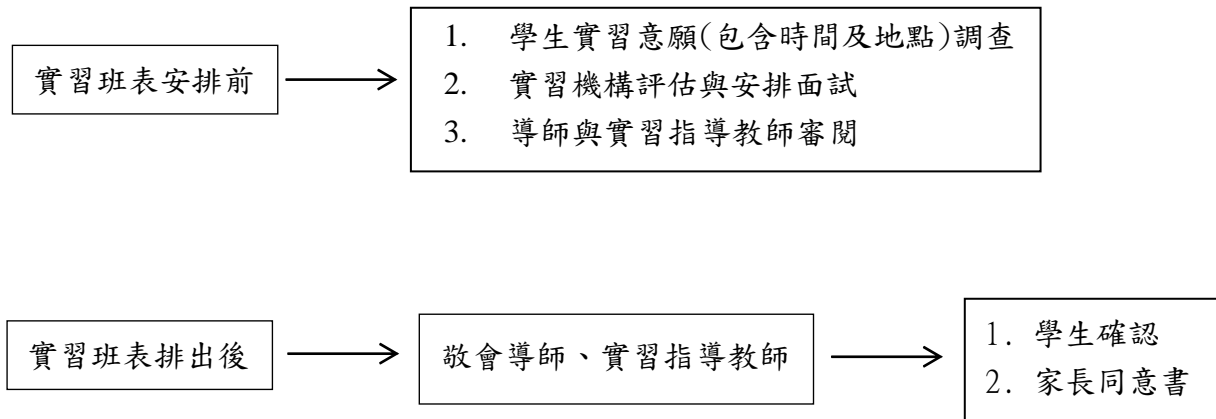 實習班表安排前
1. 學生實習意願(包含時間及地點)調查
2. 實習機構評估與安排面試
3. 導師與實習指導教師審閱
實習班表排出後
敬會導師、實習指導教師
1. 學生確認
2. 家長同意書